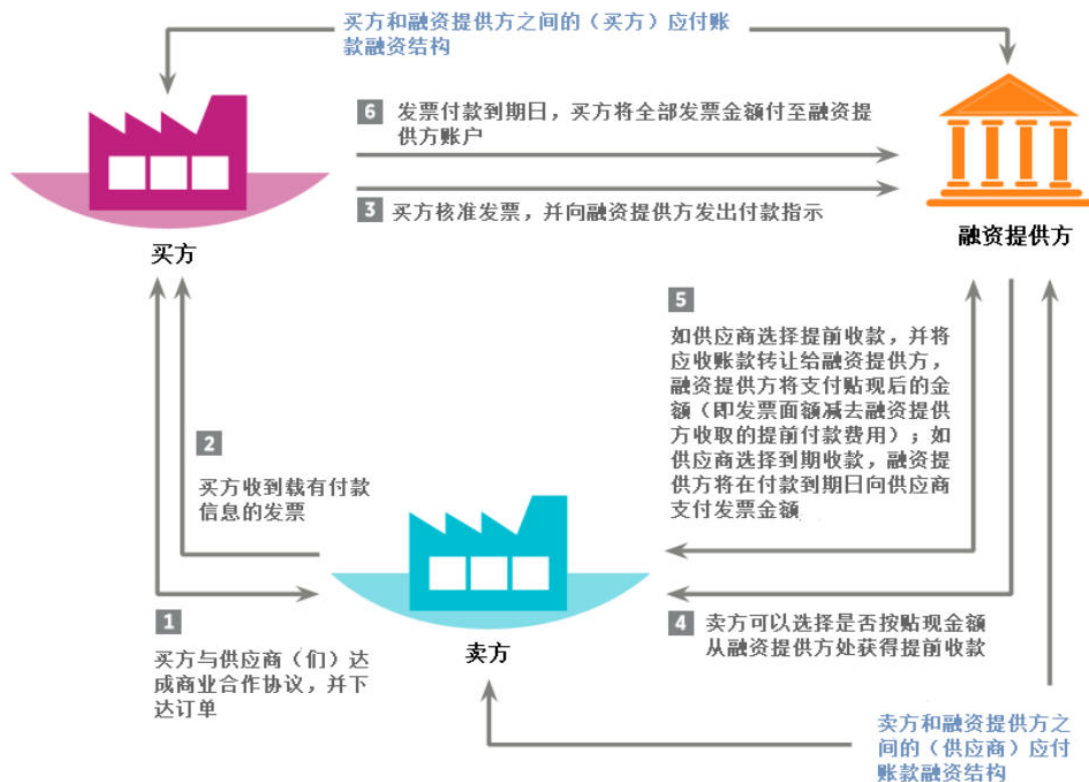 买方和融资提供方之间的（买方）应付账
款融资结构
6 发票付款到期日，买方将全部发票金额付至融资提
供方账户
3 买方核准发票，并向融资提供方发出付款指示
买方
融资提供方
5
如供应商选择提前收款，并将
应收账款转让给融资提供方，
融资提供方将支付贴现后的金
额（即发票面额减去融资提供
方收取的提前付款费用）；如
供应商选择到期收款，融资提
供方将在付款到期日向供应商
支付发票金额
2
买方收到载有付款
信息的发票
1
买方与供应商（们）达
成商业合作协议，并下
达订单
卖方
4 卖方可以选择是否按贴现金额
从融资提供方处获得提前收款
卖方和融资提供方之
间的（供应商）应付
账款融资结构